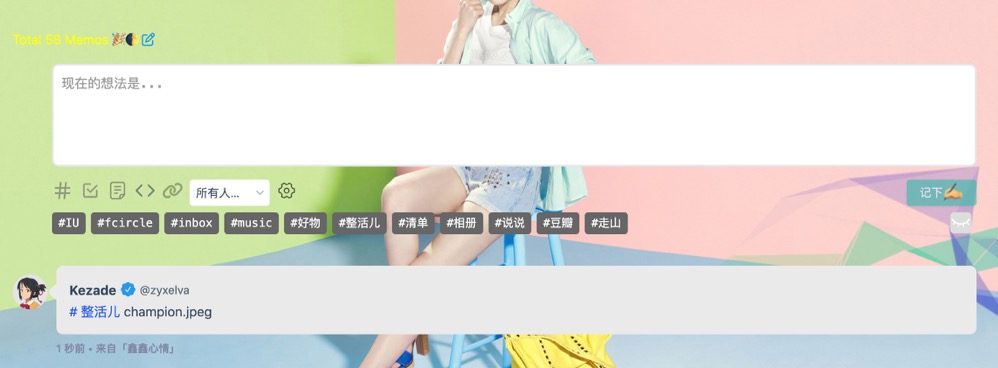 Total 58 Memos
现在的想法是...
所有人...
记下
#IU #fcircle #inbox #music #好物 #整活儿 #清单 #相册 #说说 #豆瓣 #走山
Kezade @zyxelva
# 整活儿 champion.jpeg
1 秒前 • 来自「鑫鑫心情」